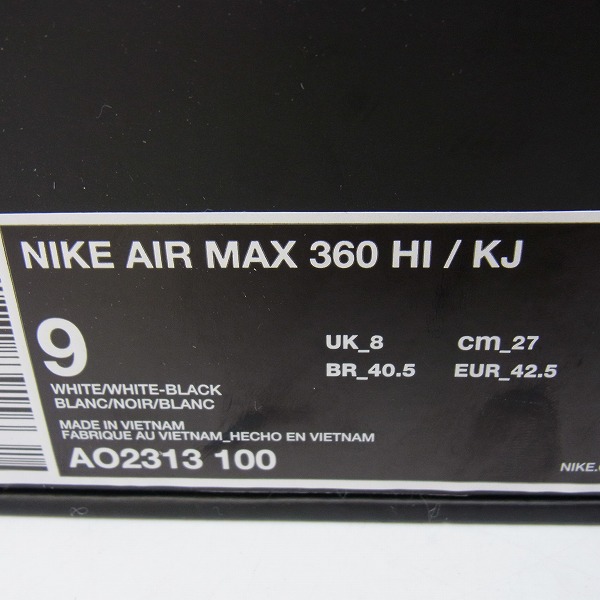 NIKE AIR MAX 360 HI / KJ
9
UK_8 cm_27
BR_40.5 EUR_42.5
WHITE/WHITE-BLACK
BLANC/NOIR/BLANC
MADE IN VIETNAM
FABRIQUE AU VIETNAM_HECHO EN VIETNAM
AO2313 100
NIKE.